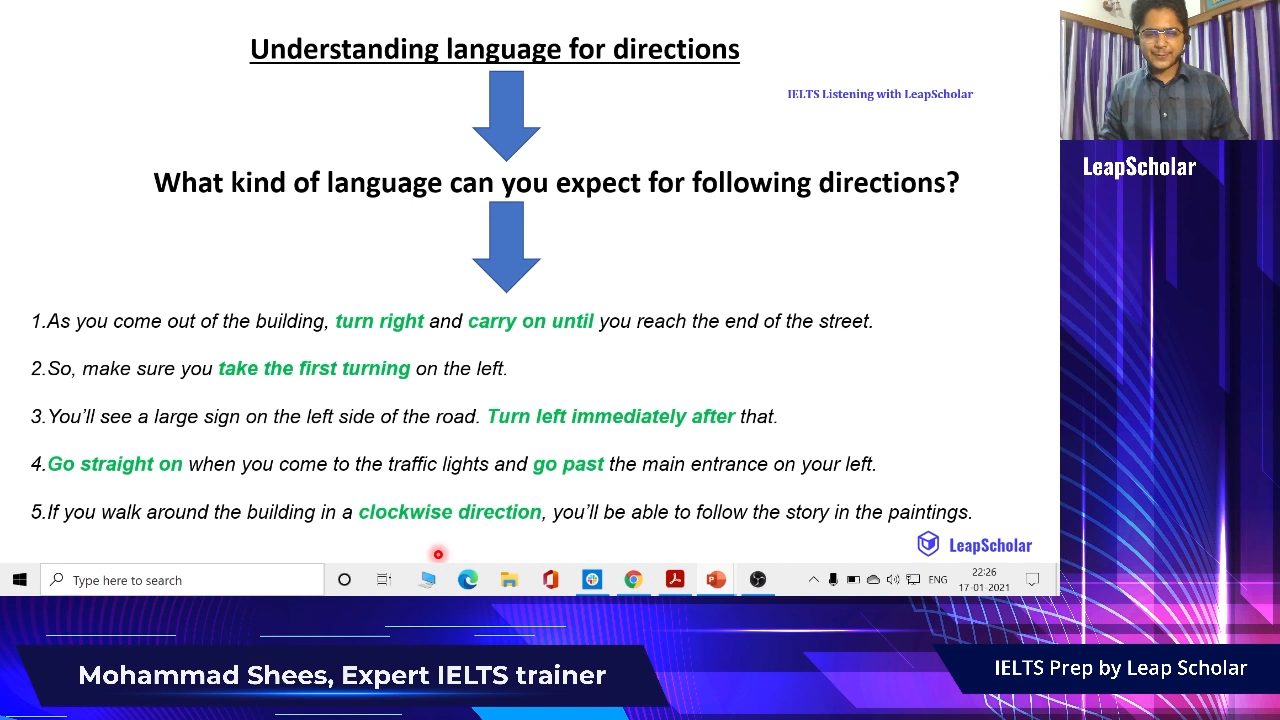 Understanding language for directions
IELTS Listening with LeapScholar
LeapScholar
What kind of language can you expect for following directions?
1.As you come out of the building, turn right and carry on until you reach the end of the street.
2.So, make sure you take the first turning on the left.
3.You’ll see a large sign on the left side of the road. Turn left immediately after that.
4.Go straight on when you come to the traffic lights and go past the main entrance on your left.
5.If you walk around the building in a clockwise direction, you’ll be able to follow the story in the paintings.
LeapScholar
Type here to search
ENG
22:26
17-01-2021
Mohammad Shees, Expert IELTS trainer
IELTS Prep by Leap Scholar